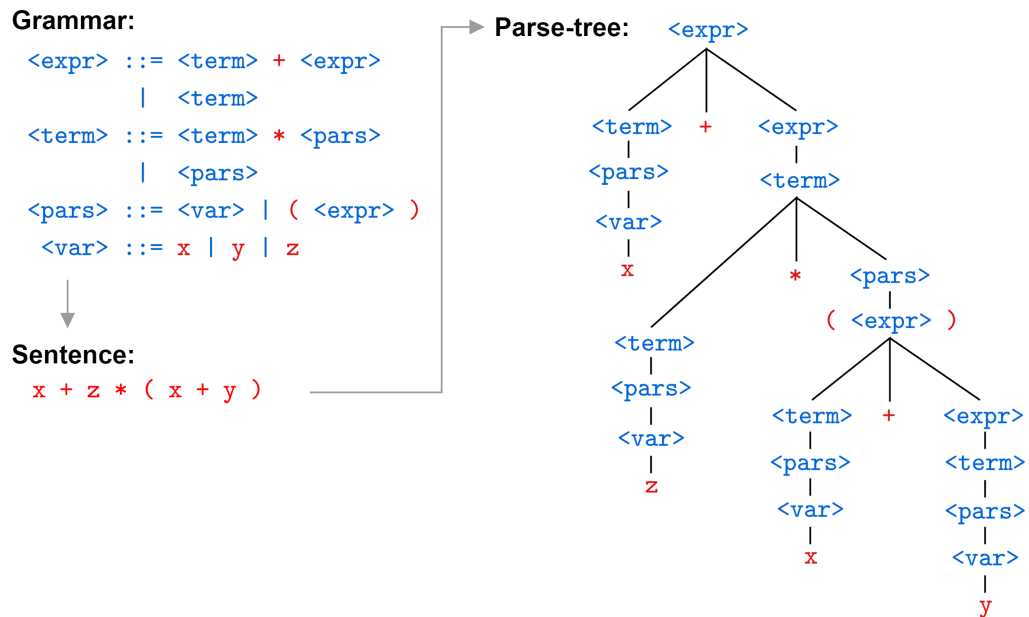 Grammar:
<expr> ::= <term> + <expr>
| <term>
<term> ::= <term> * <pars>
| <pars>
<pars> ::= <var> | ( <expr> )
<var> ::= x | y | z
Sentence:
x + z * ( x + y )
Parse-tree:
<expr>
<term> + <expr>
<pars>
<term>
<var>
x
* <pars>
( <expr> )
<term>
<pars>
<var>
z
<term> + <expr>
<pars> <term>
<var> <pars>
x <var>
y